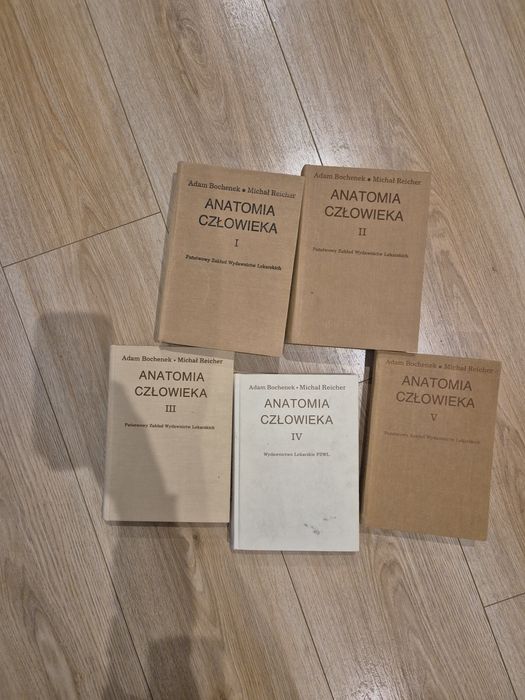 Adam Bochenek • Michał Reicher
ANATOMIA
CZŁOWIEKA
I
Państwowy Zakład Wydawnictw Lekarskich
Adam Bochenek • Michał Reicher
ANATOMIA
CZŁOWIEKA
II
Państwowy Zakład Wydawnictw Lekarskich
Adam Bochenek • Michał Reicher
ANATOMIA
CZŁOWIEKA
III
Państwowy Zakład Wydawnictw Lekarskich
Adam Bochenek • Michał Reicher
ANATOMIA
CZŁOWIEKA
IV
Wydawnictwo Lekarskie PZWL
Adam Bochenek • Michał Reicher
ANATOMIA
CZŁOWIEKA
V
Państwowy Zakład Wydawnictw Lekarskich